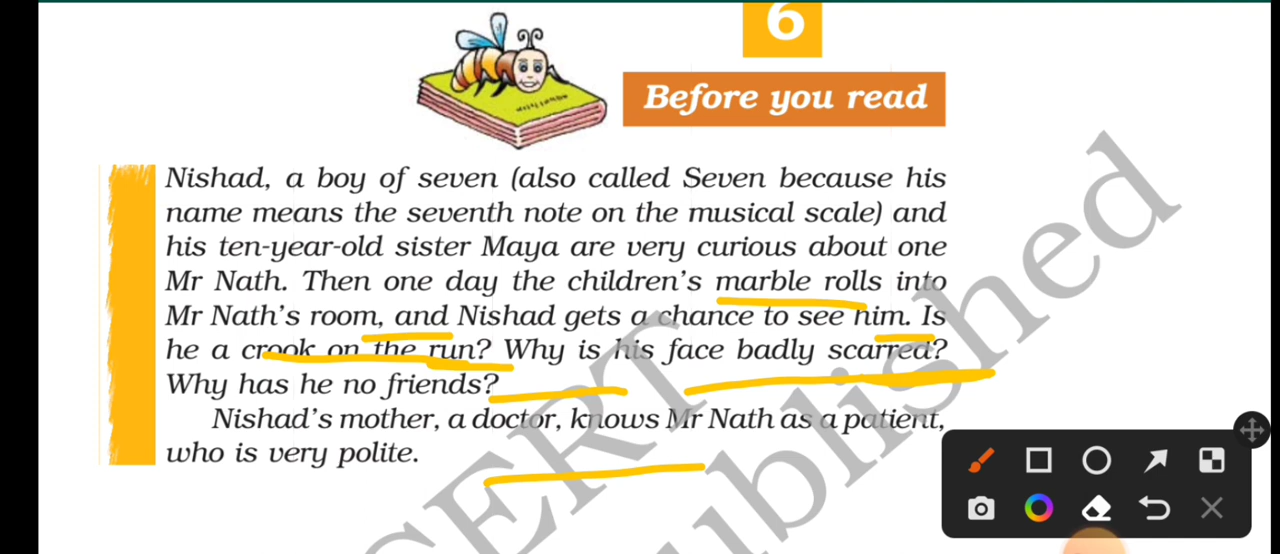 6
Before you read
Nishad, a boy of seven (also called Seven because his
name means the seventh note on the musical scale) and
his ten-year-old sister Maya are very curious about one
Mr Nath. Then one day the children's marble rolls into
Mr Nath's room, and Nishad gets a chance to see him. Is
he a crook on the run? Why is his face badly scarred?
Why has he no friends?
Nishad's mother, a doctor, knows Mr Nath as a patient,
who is very polite.